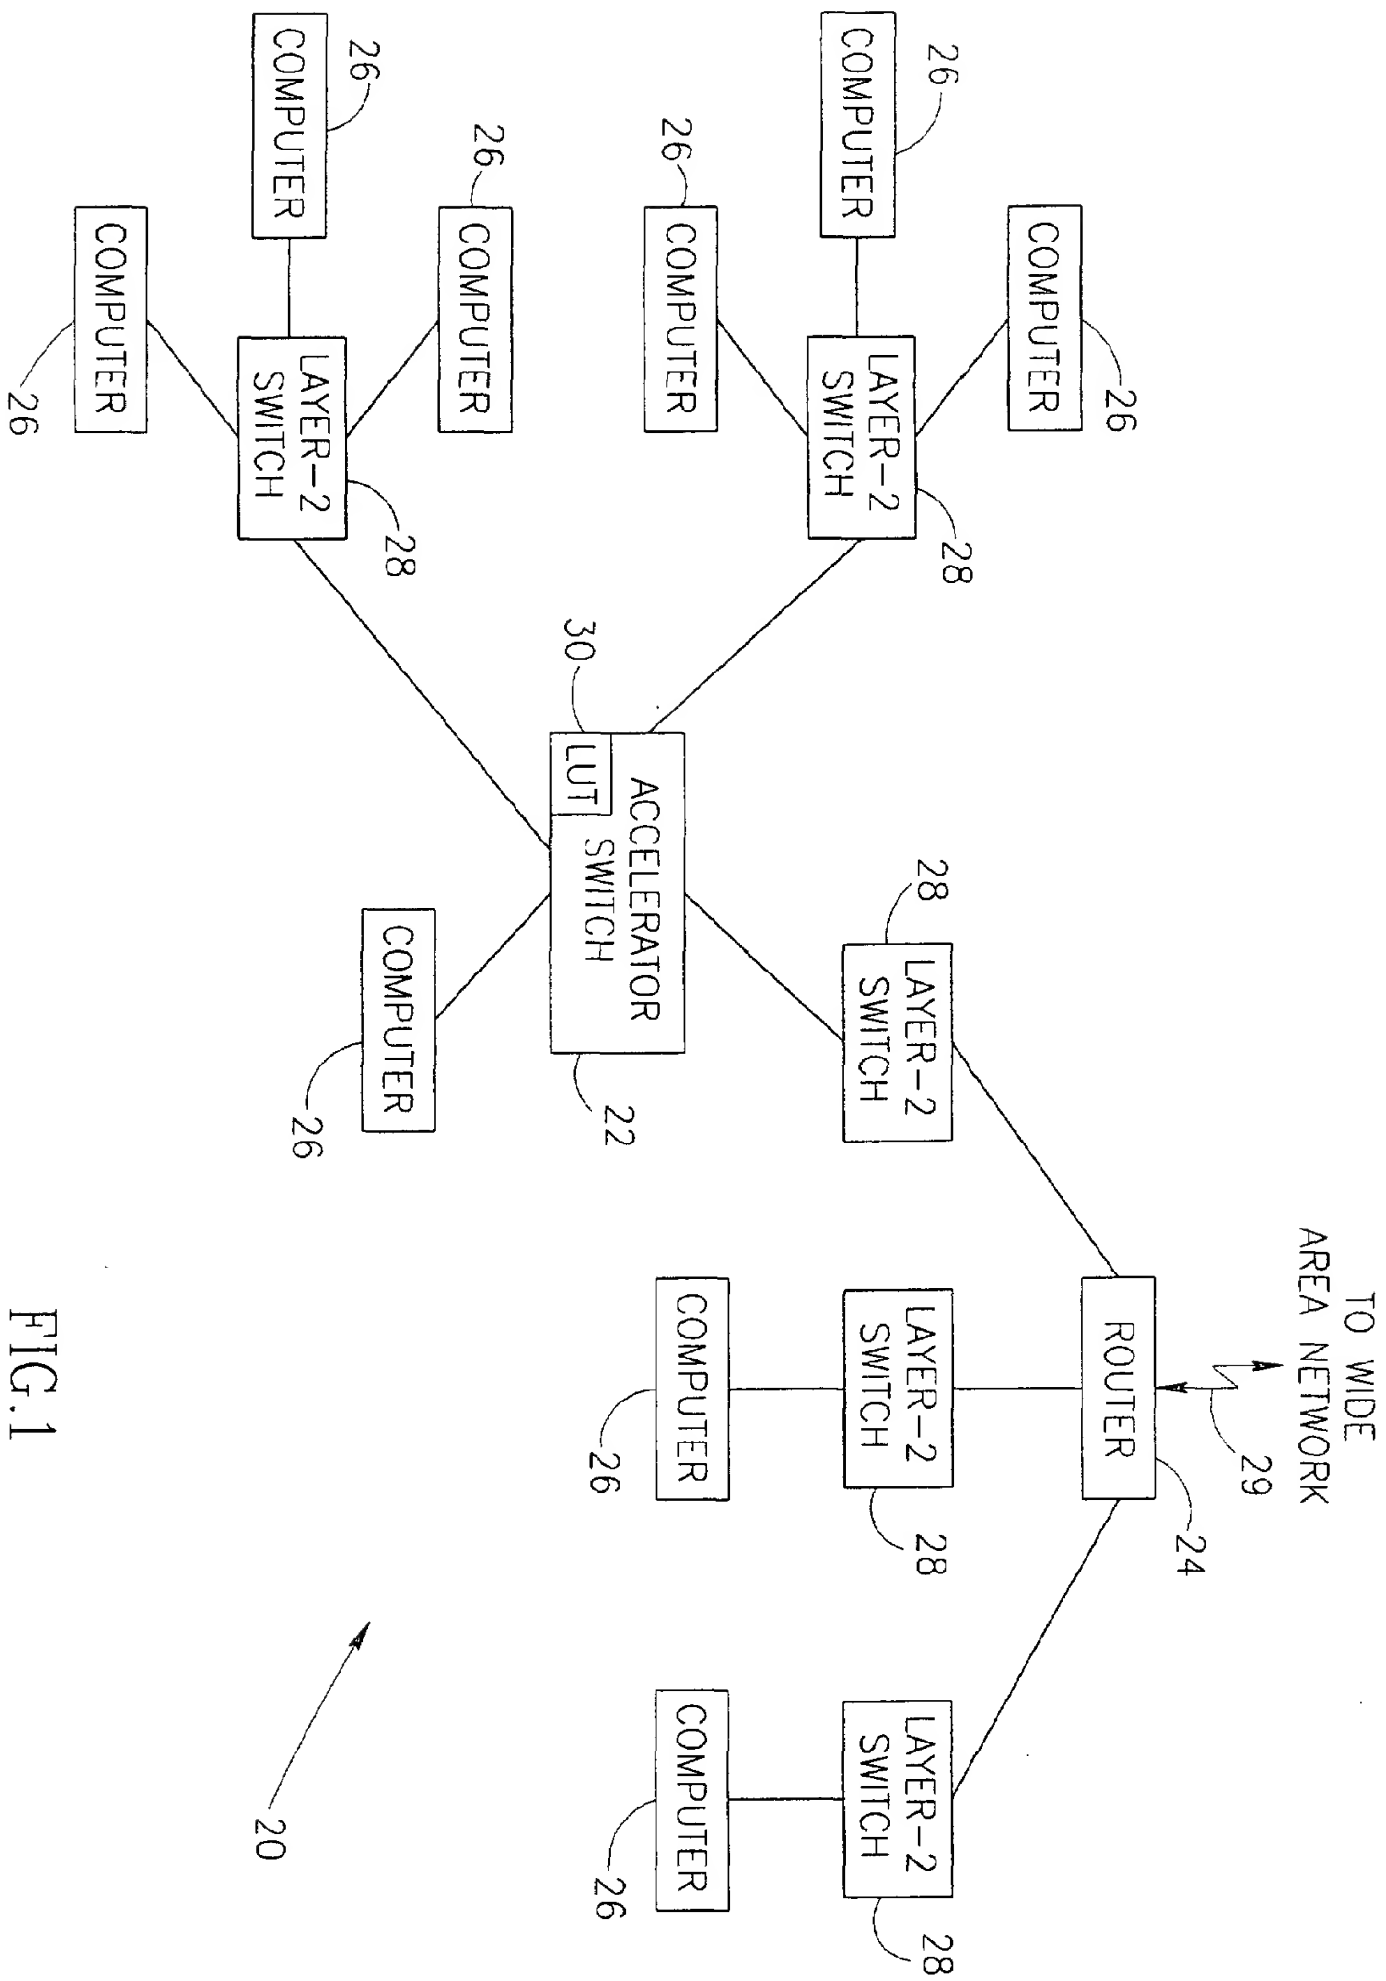 TO WIDE
AREA NETWORK
29
ROUTER
24
COMPUTER
26
28
LAYER-2
SWITCH
28
LAYER-2
SWITCH
28
LAYER-2
SWITCH
28
LAYER-2
SWITCH
28
LAYER-2
SWITCH
26
COMPUTER
26
COMPUTER
ACCELERATOR
SWITCH
LUT
30
22
COMPUTER
26
COMPUTER
26
26
COMPUTER
26
COMPUTER
COMPUTER
26
COMPUTER
26
20
FIG.1